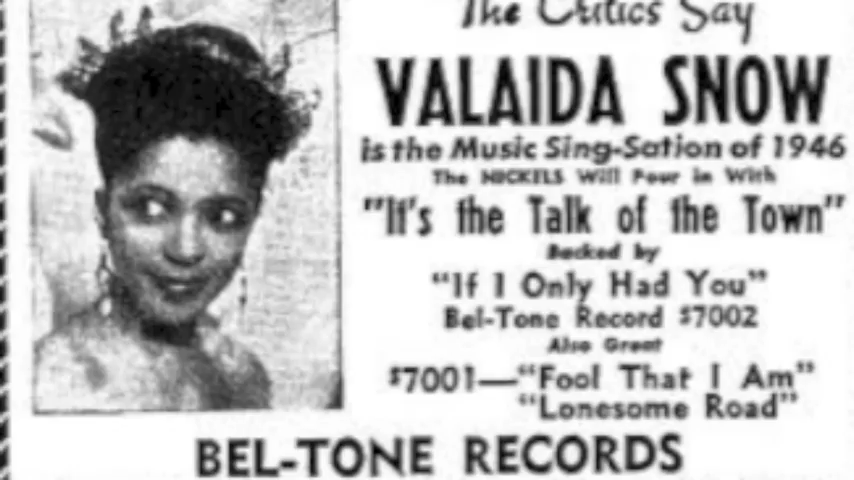 The Critics Say
VALAIDA SNOW
is the Music Sing-Sation of 1946
The NICKELS Will Pour in With
"It's the Talk of the Town"
Backed by
"If I Only Had You"
Bel-Tone Record $7002
Also Great
$7001—"Fool That I Am"
"Lonesome Road"
BEL-TONE RECORDS